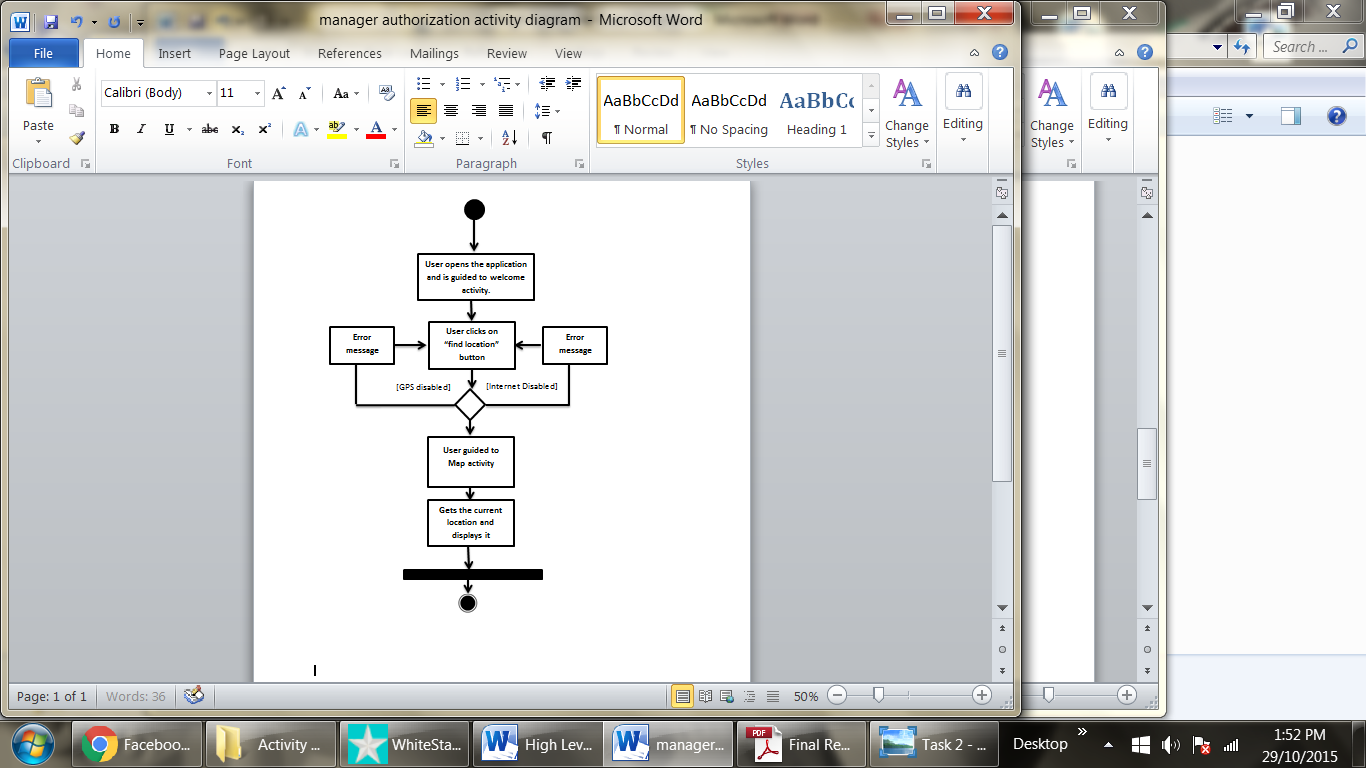 manager authorization activity diagram - Microsoft Word
File Home Insert Page Layout References Mailings Review View
Search ...
Paste
Clipboard
Calibri (Body) 11
Font
Paragraph
AaBbCcDd AaBbCcDd AaBbCc
¶ Normal ¶ No Spacing Heading 1
Styles
Change
Styles
Editing
Change
Styles
Editing
User opens the application
and is guided to welcome
activity.
Error
message
User clicks on
“find location”
button
Error
message
[GPS disabled]
[Internet Disabled]
User guided to
Map activity
Gets the current
location and
displays it
Page: 1 of 1 Words: 36 50%
Faceboo... Activity ... WhiteSta... High Lev... manager... Final Re... Task 2 - ... Desktop
1:52 PM
29/10/2015